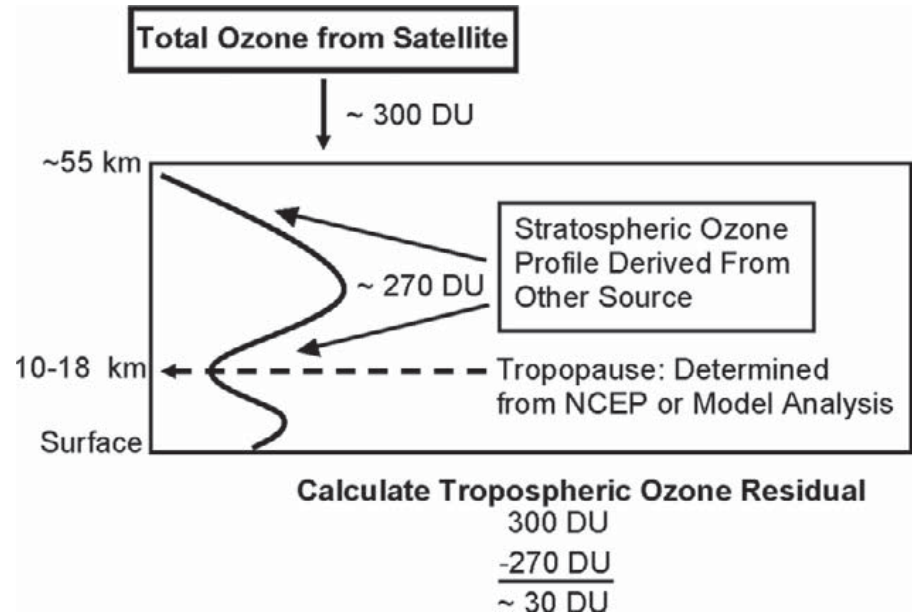 Total Ozone from Satellite
~ 300 DU
~55 km
Stratospheric Ozone
Profile Derived From
Other Source
~ 270 DU
10-18 km
Tropopause: Determined
from NCEP or Model Analysis
Surface
Calculate Tropospheric Ozone Residual
300 DU
-270 DU
~ 30 DU